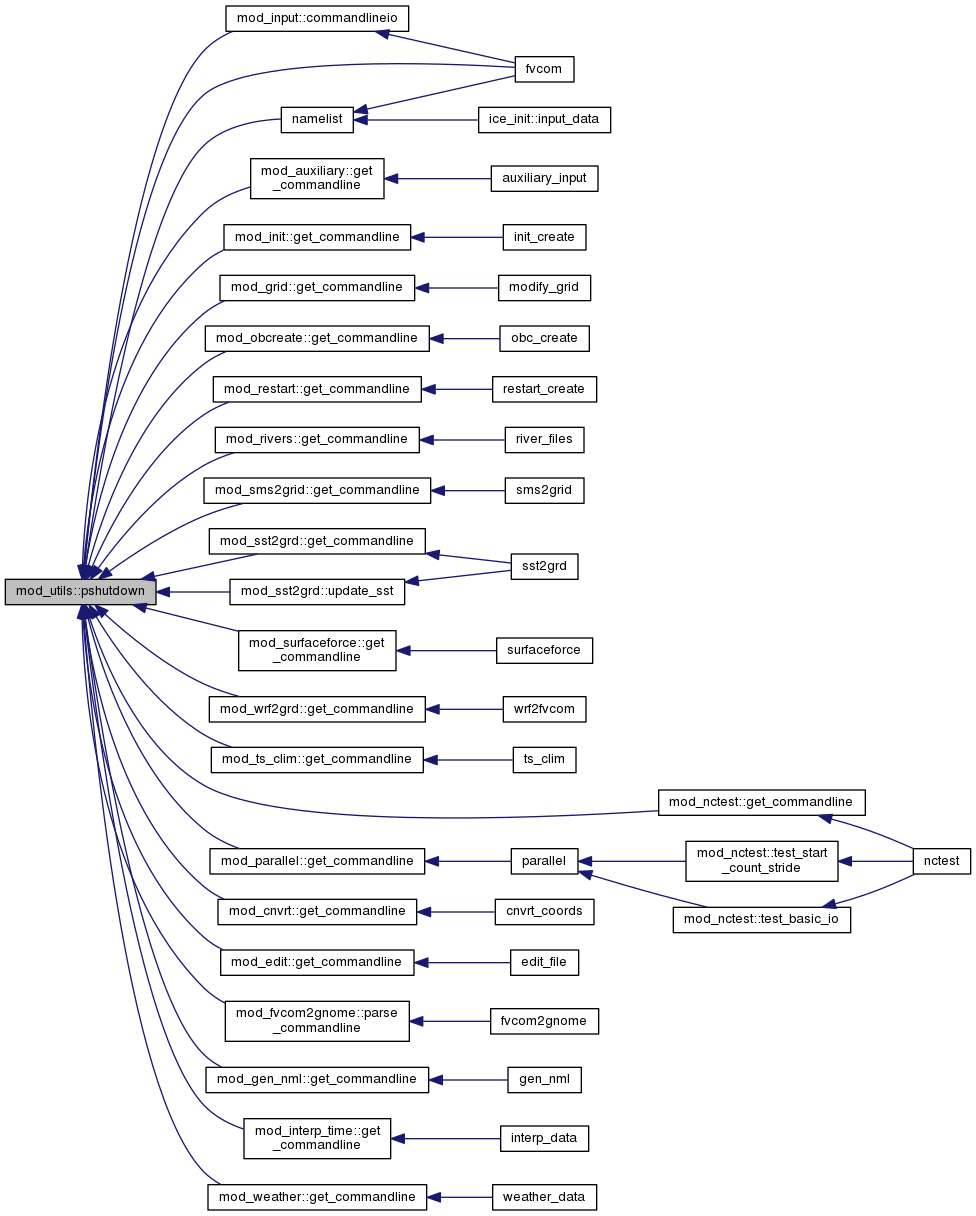 mod_input::commandlineio
fvcom
namelist
ice_init::input_data
mod_auxiliary::get
_commandline
auxiliary_input
mod_init::get_commandline
init_create
mod_grid::get_commandline
modify_grid
mod_obcreate::get_commandline
obc_create
mod_restart::get_commandline
restart_create
mod_rivers::get_commandline
river_files
mod_sms2grid::get_commandline
sms2grid
mod_sst2grd::get_commandline
sst2grd
mod_utils::pshutdown
mod_sst2grd::update_sst
mod_surfaceforce::get
_commandline
surfaceforce
mod_wrf2grd::get_commandline
wrf2fvcom
mod_ts_clim::get_commandline
ts_clim
mod_nctest::get_commandline
mod_parallel::get_commandline
parallel
mod_nctest::test_start
_count_stride
nctest
mod_cnvrt::get_commandline
cnvrt_coords
mod_nctest::test_basic_io
mod_edit::get_commandline
edit_file
mod_fvcom2gnome::parse
_commandline
fvcom2gnome
mod_gen_nml::get_commandline
gen_nml
mod_interp_time::get
_commandline
interp_data
mod_weather::get_commandline
weather_data